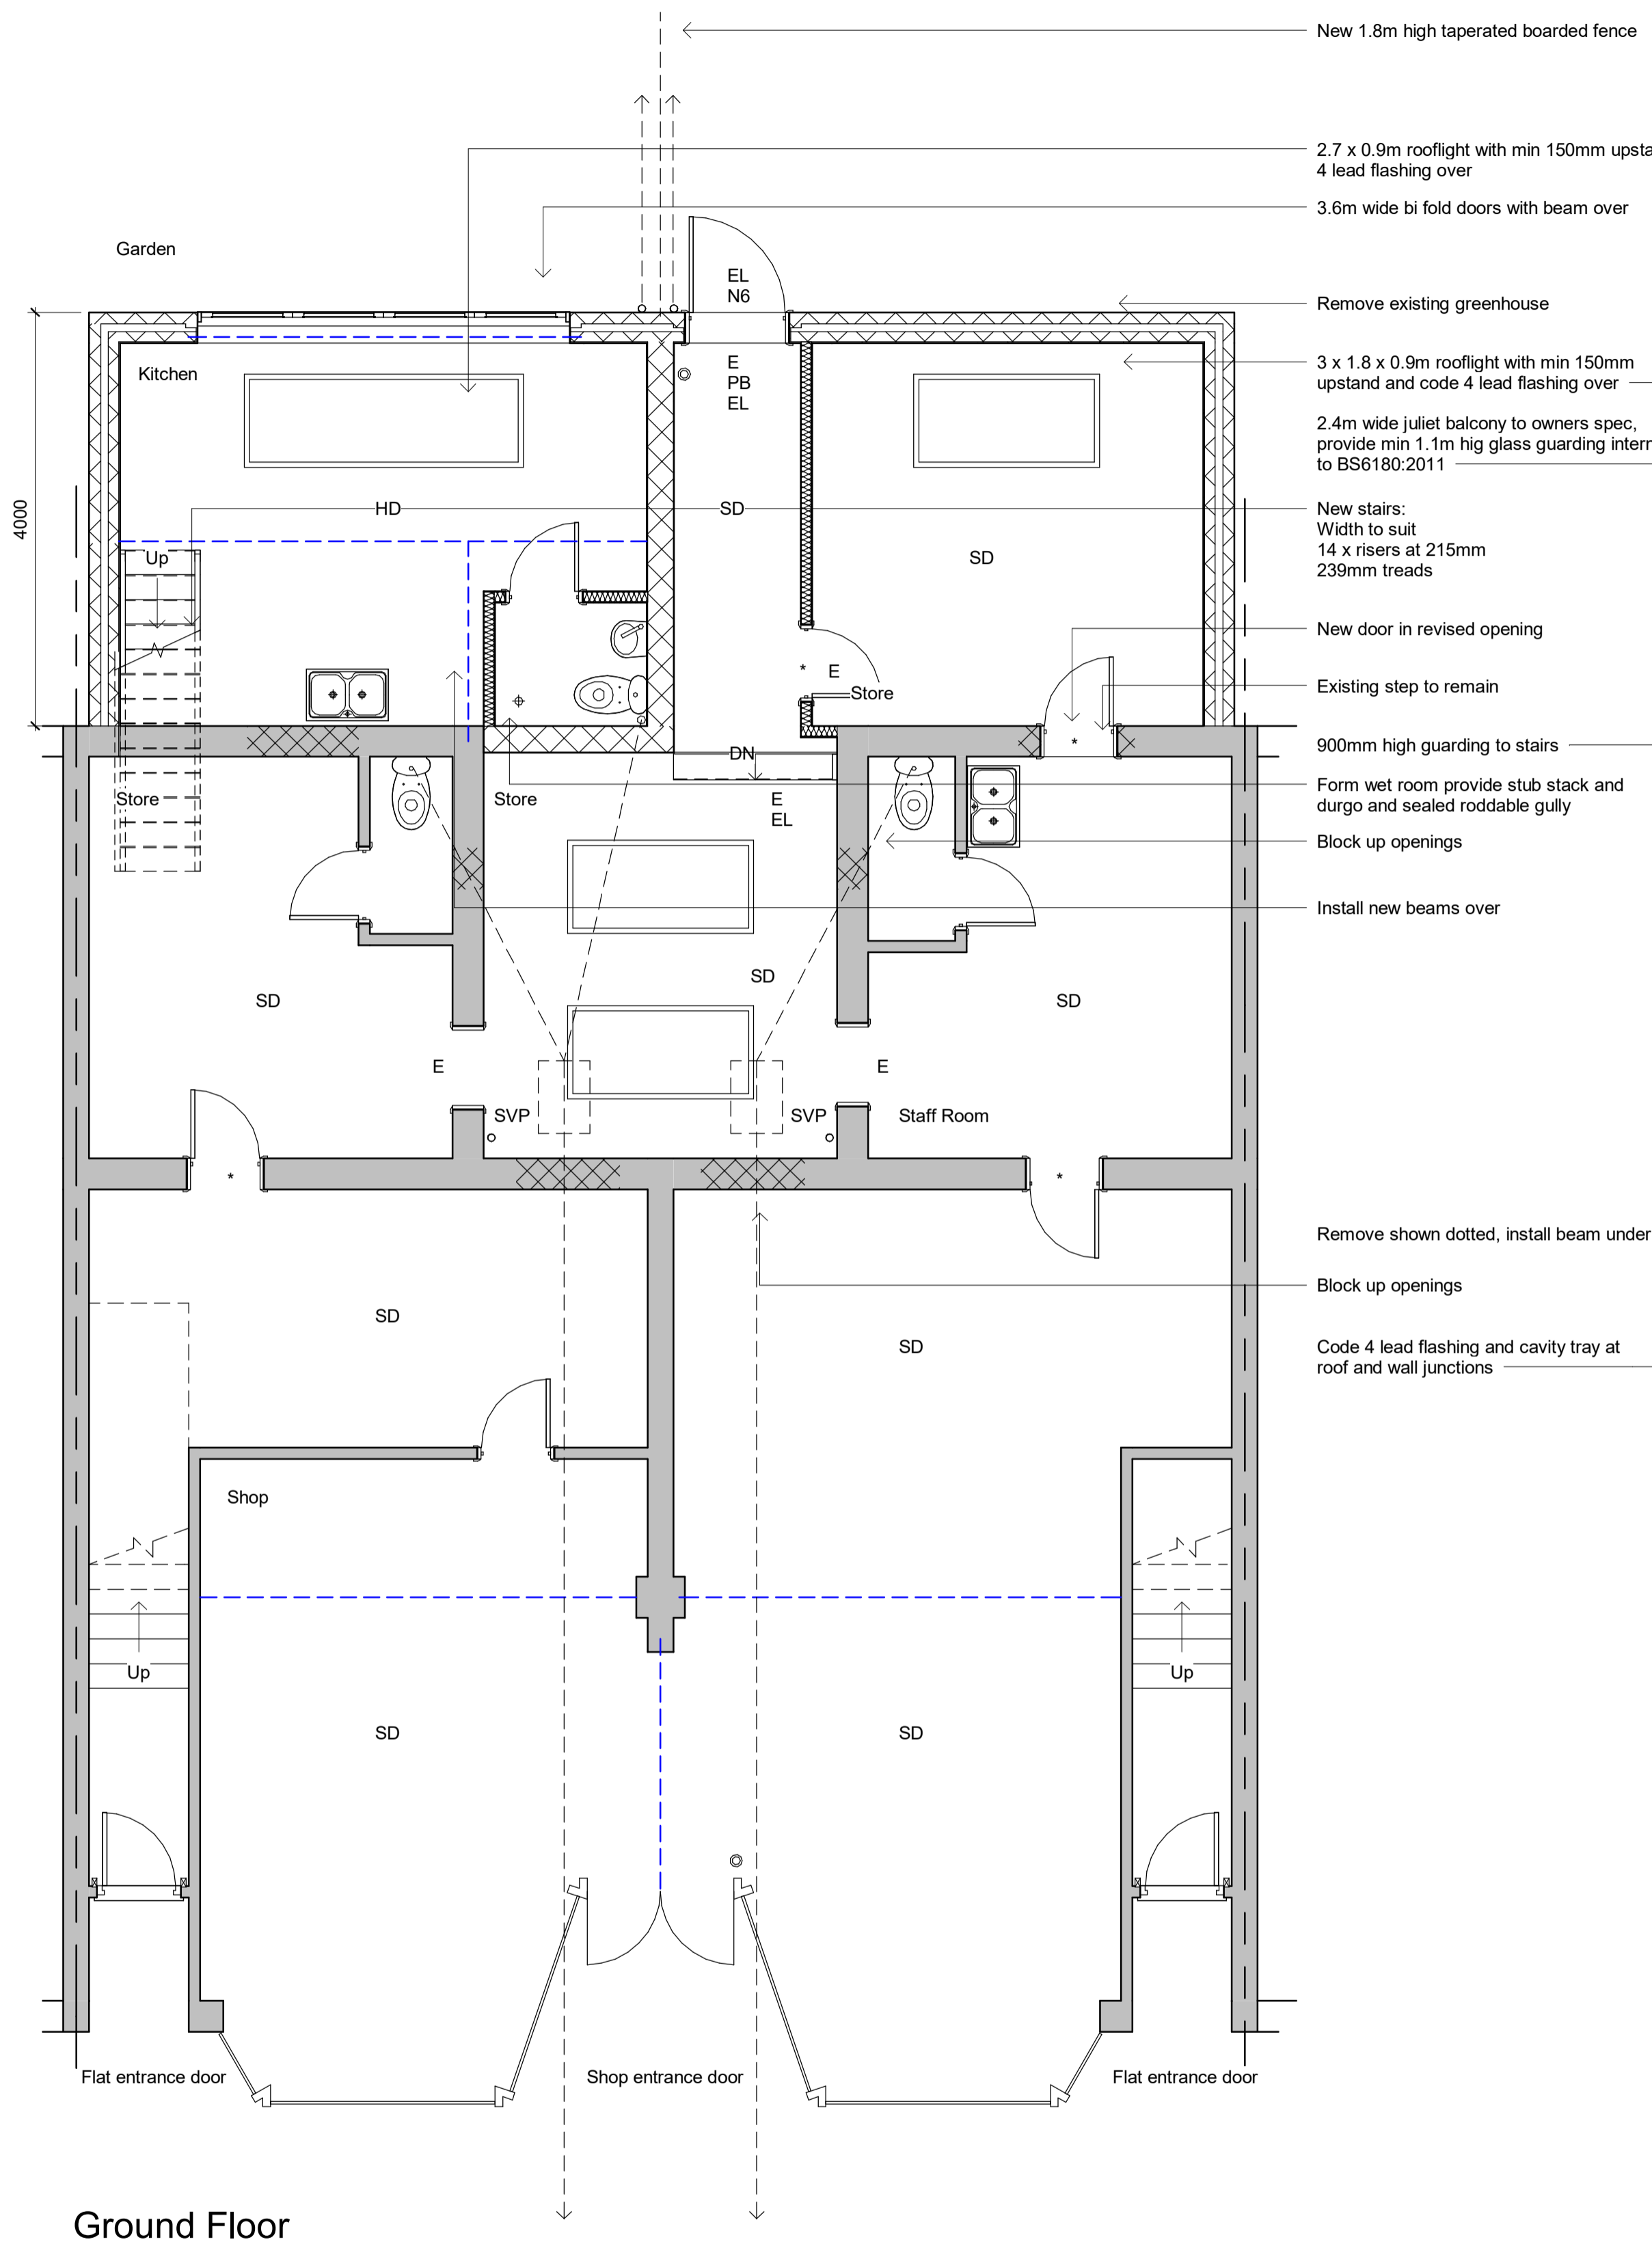 New 1.8m high taperated boarded fence
2.7 x 0.9m rooflight with min 150mm upsta
4 lead flashing over
3.6m wide bi fold doors with beam over
Garden
EL
N6
Remove existing greenhouse
Kitchen
E
PB
EL
3 x 1.8 x 0.9m rooflight with min 150mm
upstand and code 4 lead flashing over
2.4m wide juliet balcony to owners spec,
provide min 1.1m hig glass guarding intern
to BS6180:2011
4000
HD
SD
New stairs:
Width to suit
14 x risers at 215mm
239mm treads
Up
SD
New door in revised opening
* E
Store
Existing step to remain
*
900mm high guarding to stairs
DN
Form wet room provide stub stack and
durgo and sealed roddable gully
Store
Store
E
EL
Block up openings
Install new beams over
SD
SD
SD
E
E
SVP
SVP
Staff Room
*
*
Remove shown dotted, install beam under
Block up openings
SD
SD
Code 4 lead flashing and cavity tray at
roof and wall junctions
Shop
Up
Up
SD
SD
Flat entrance door
Shop entrance door
Flat entrance door
Ground Floor